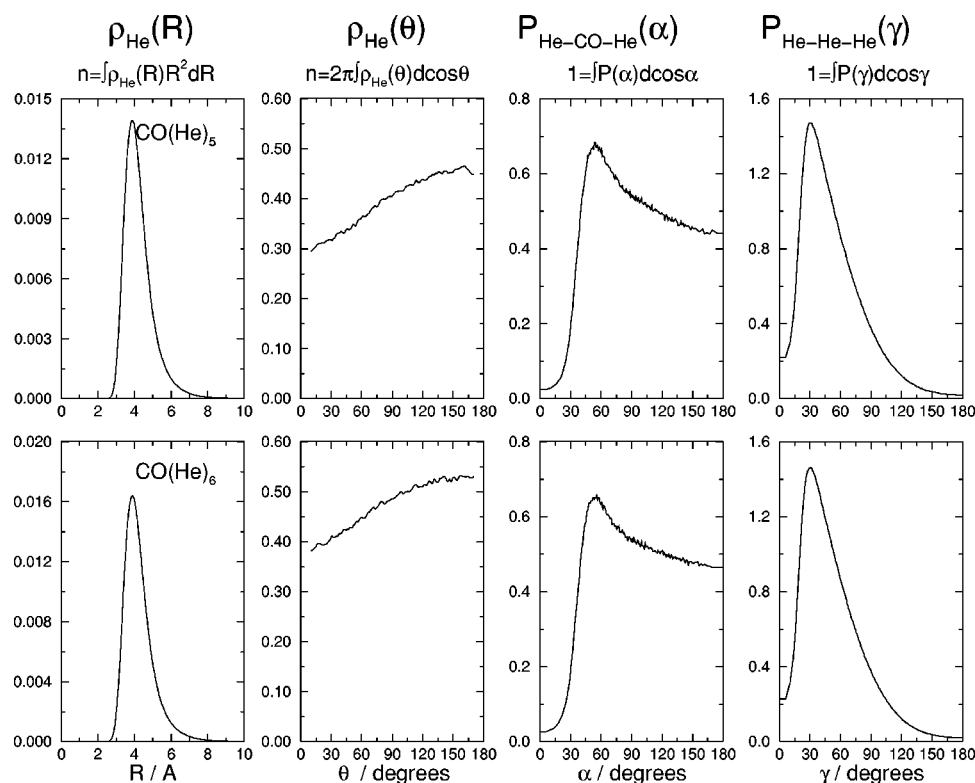 ρHe(R) ρHe(θ) PHe–CO–He(α) PHe–He–He(γ)
n=∫ρHe(R)R²dR n=2π∫ρHe(θ)dcosθ 1=∫P(α)dcosα 1=∫P(γ)dcosγ
CO(He)₅
0.015
0.012
0.009
0.006
0.003
0.000
0 2 4 6 8 10
0.60
0.50
0.40
0.30
0.20
0.10
0.00
0 30 60 90 120 150 180
0.8
0.6
0.4
0.2
0.0
0 30 60 90 120 150 180
1.6
1.2
0.8
0.4
0.0
0 30 60 90 120 150 180
CO(He)₆
0.020
0.016
0.012
0.008
0.004
0.000
0 2 4 6 8 10
R / A
0.60
0.50
0.40
0.30
0.20
0.10
0.00
0 30 60 90 120 150 180
θ / degrees
0.8
0.6
0.4
0.2
0.0
0 30 60 90 120 150 180
α / degrees
1.6
1.2
0.8
0.4
0.0
0 30 60 90 120 150 180
γ / degrees